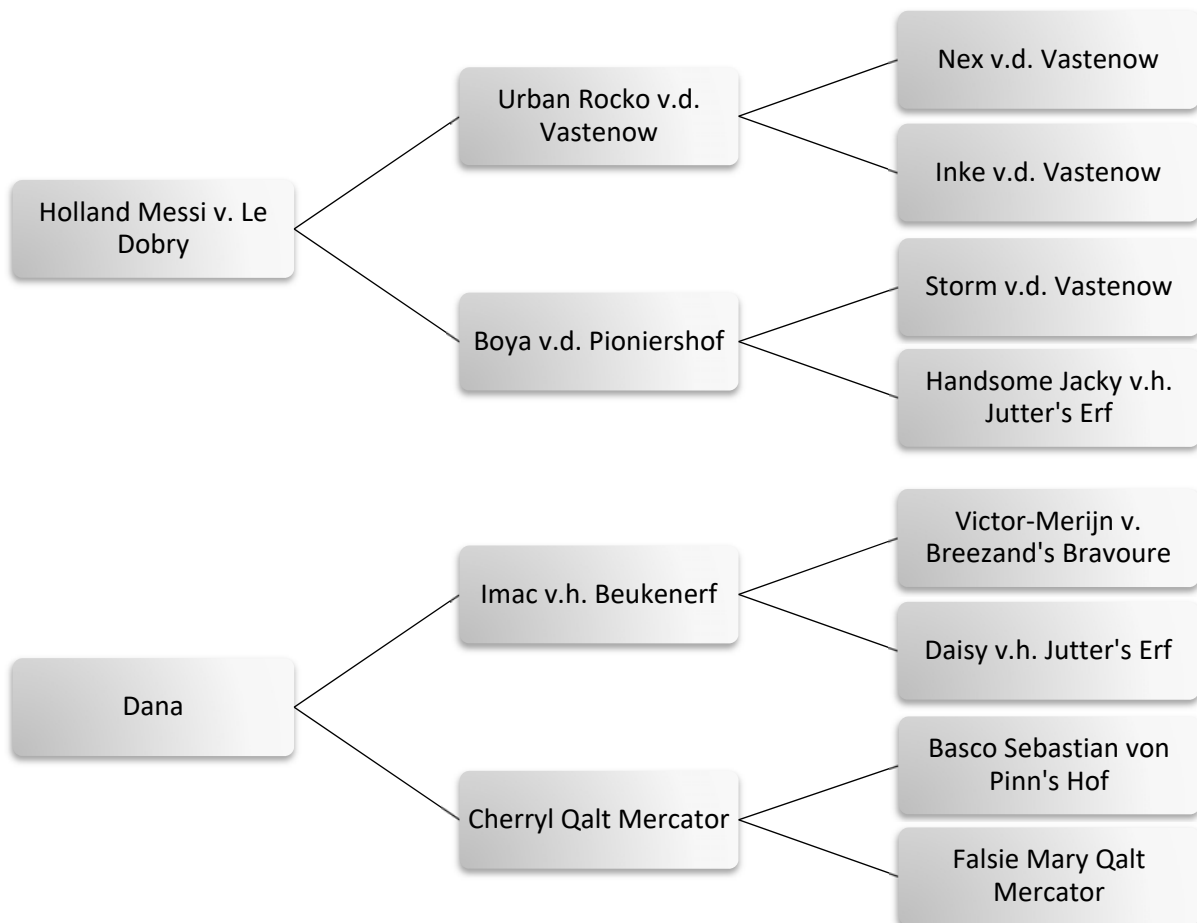 Nex v.d. Vastenow
Urban Rocko v.d.
Vastenow
Inke v.d. Vastenow
Holland Messi v. Le
Dobry
Storm v.d. Vastenow
Boya v.d. Pioniershof
Handsome Jacky v.h.
Jutter's Erf
Victor-Merijn v.
Breezand's Bravoure
Imac v.h. Beukenerf
Daisy v.h. Jutter's Erf
Dana
Basco Sebastian von
Pinn's Hof
Cherryl Qalt Mercator
Falsie Mary Qalt
Mercator